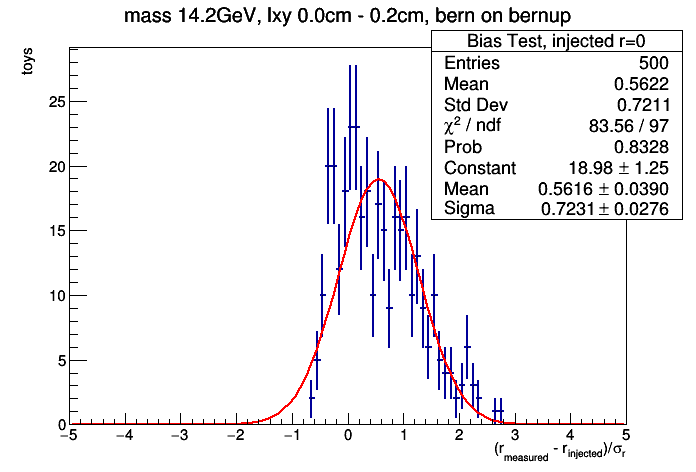 mass 14.2GeV, lxy 0.0cm - 0.2cm, bern on bernup
Bias Test, injected r=0
Entries 500
Mean 0.5622
Std Dev 0.7211
χ² / ndf 83.56 / 97
Prob 0.8328
Constant 18.98 ± 1.25
Mean 0.5616 ± 0.0390
Sigma 0.7231 ± 0.0276
toys
25
20
15
10
5
0
−5 −4 −3 −2 −1 0 1 2 3 4 5
(r_measured - r_injected)/σ_r